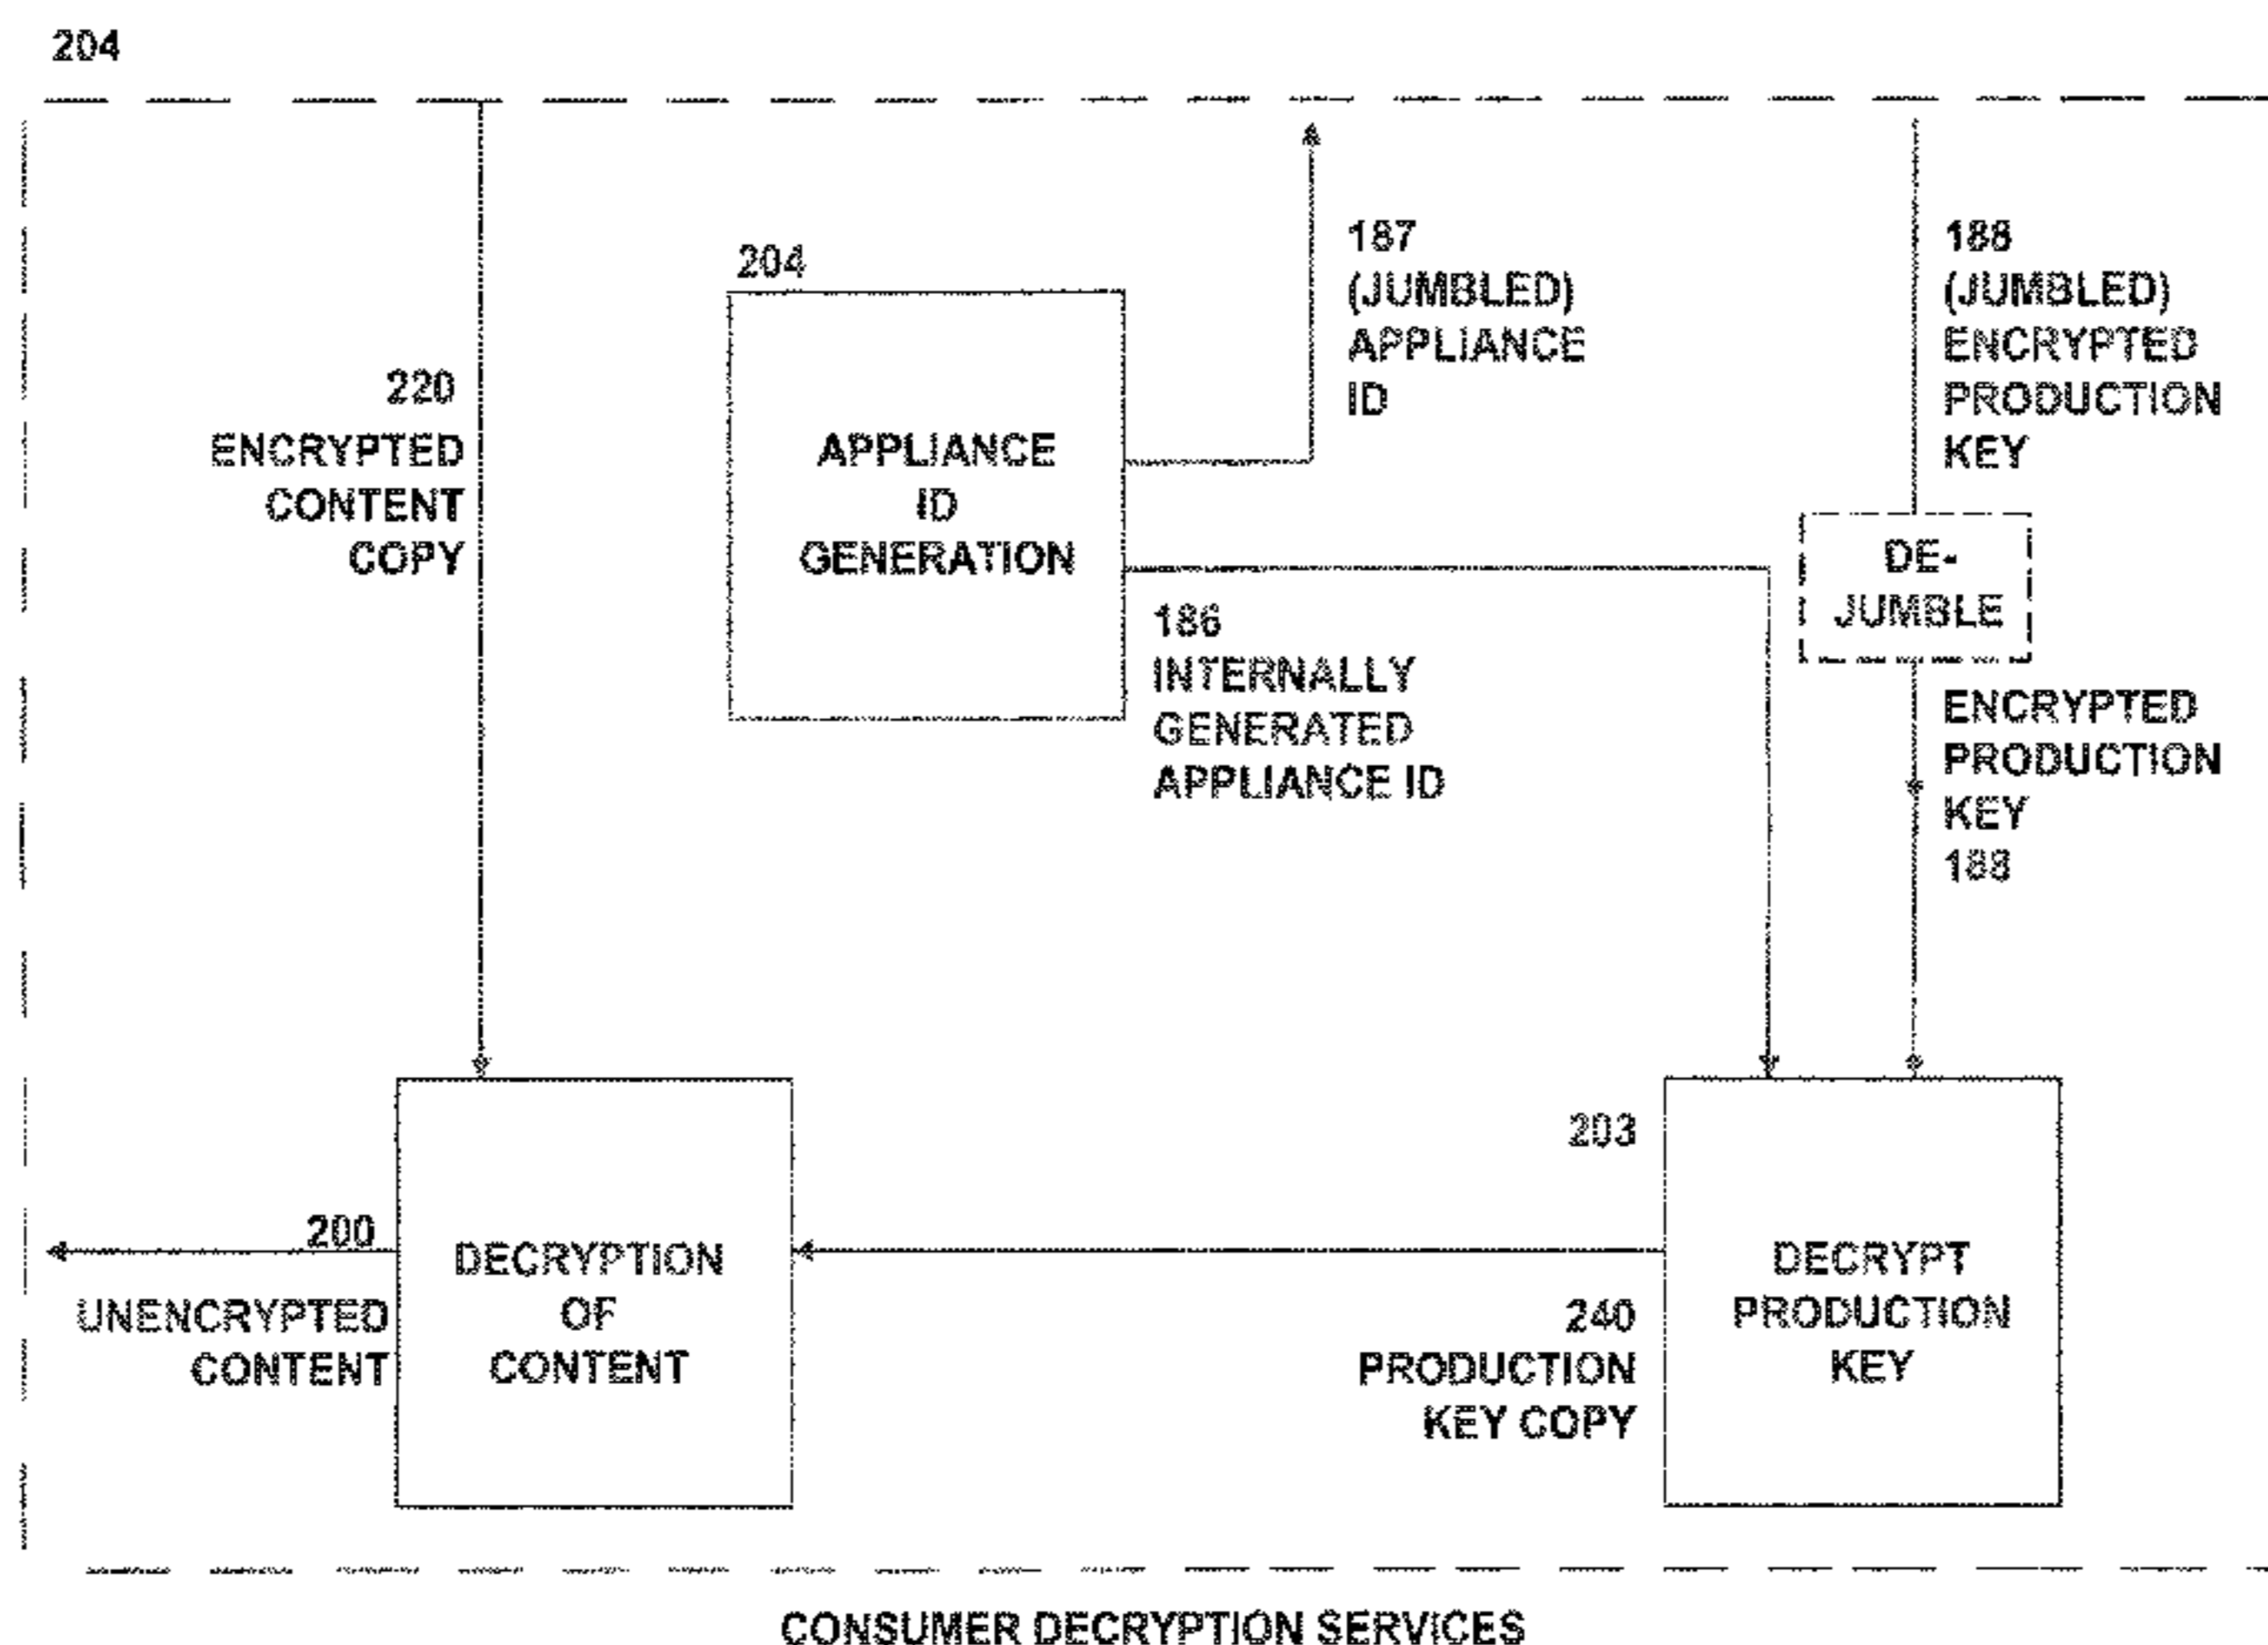 204
204
187
(JUMBLED)
APPLIANCE
ID
188
(JUMBLED)
ENCRYPTED
PRODUCTION
KEY
220
ENCRYPTED
CONTENT
COPY
APPLIANCE
ID
GENERATION
DE-
JUMBLE
186
INTERNALLY
GENERATED
APPLIANCE ID
ENCRYPTED
PRODUCTION
KEY
188
203
200
UNENCRYPTED
CONTENT
DECRYPTION
OF
CONTENT
240
PRODUCTION
KEY COPY
DECRYPT
PRODUCTION
KEY
CONSUMER DECRYPTION SERVICES